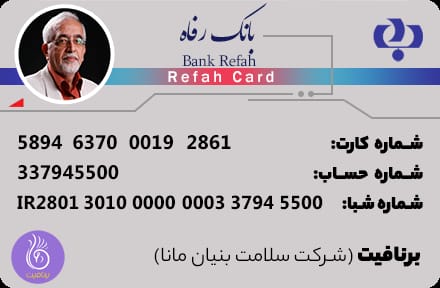 بانک رفاه
Bank Refah
Refah Card
شماره کارت: 5894 6370 0019 2861
شماره حساب: 337945500
شماره شبا: IR2801 3010 0000 0003 3794 5500
برنافیت (شرکت سلامت بنیان مانا)
برنافیت